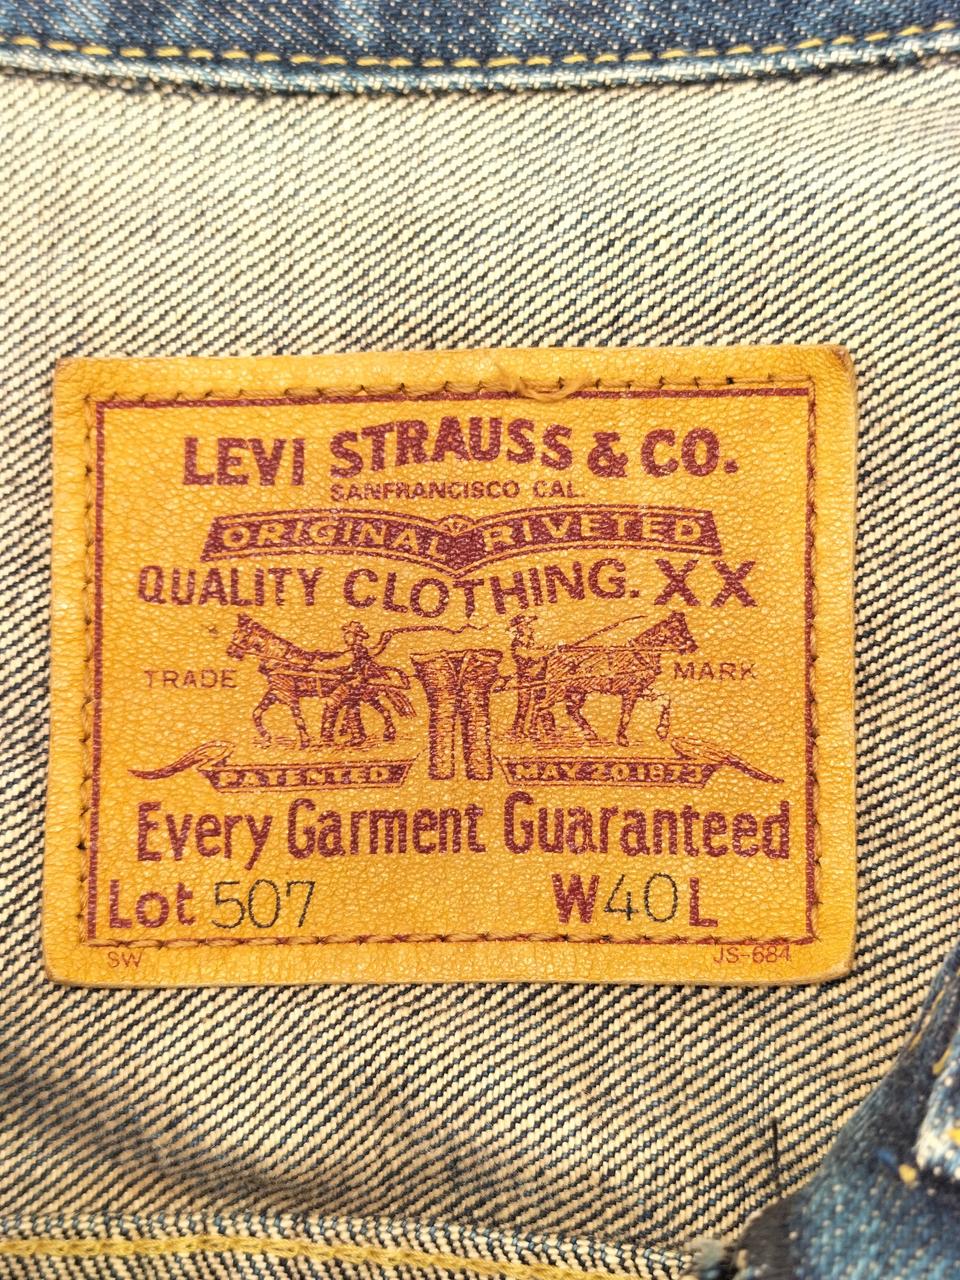 LEVI STRAUSS & CO.
SANFRANCISCO CAL.
ORIGINAL RIVETED
QUALITY CLOTHING. XX
TRADE MARK
PATENTED MAY 20 1873
Every Garment Guaranteed
Lot 507 W40L
SW JS-684